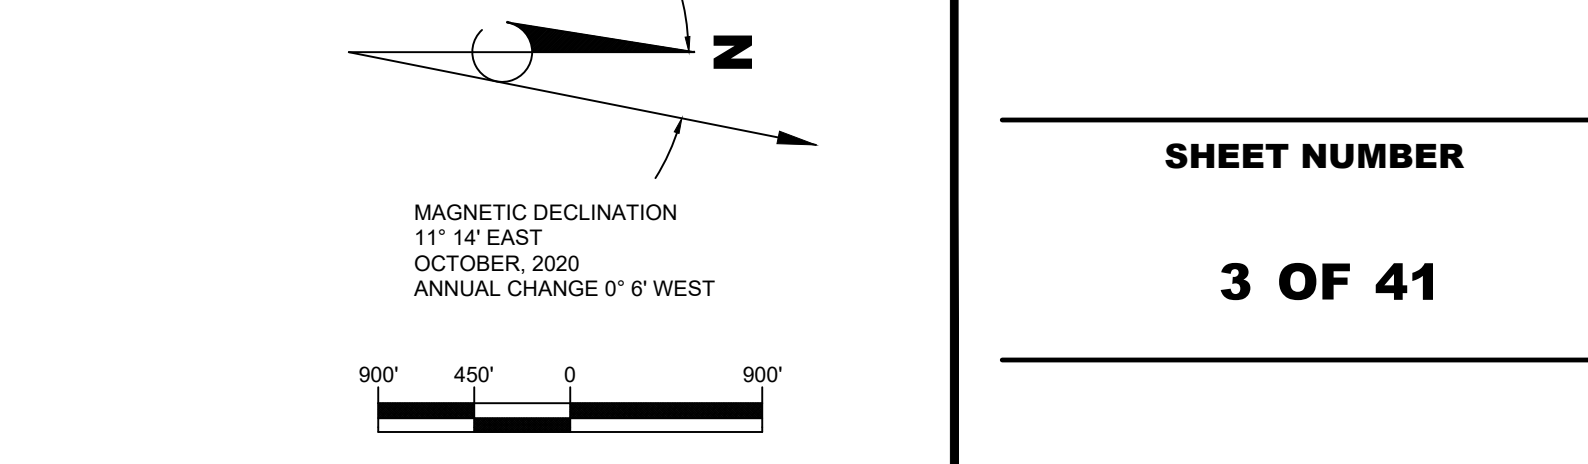 N
MAGNETIC DECLINATION
11° 14' EAST
OCTOBER, 2020
ANNUAL CHANGE 0° 6' WEST
900' 450' 0 900'
SHEET NUMBER
3 OF 41